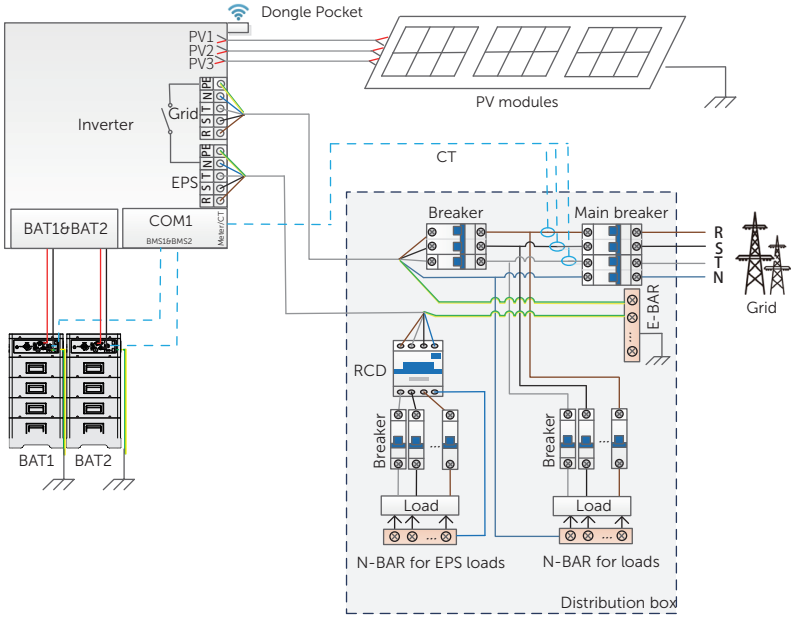 Dongle Pocket
PV1
PV2
PV3
PV modules
Inverter
Grid
R S T N PE
EPS
R S T N PE
BAT1&BAT2
COM1
BMS1&BMS2
Meter/CT
CT
Breaker
Main breaker
R
S
T
N
Grid
E-BAR
...
RCD
Breaker
...
Breaker
...
Load
Load
...
...
N-BAR for EPS loads
N-BAR for loads
BAT1
BAT2
Distribution box